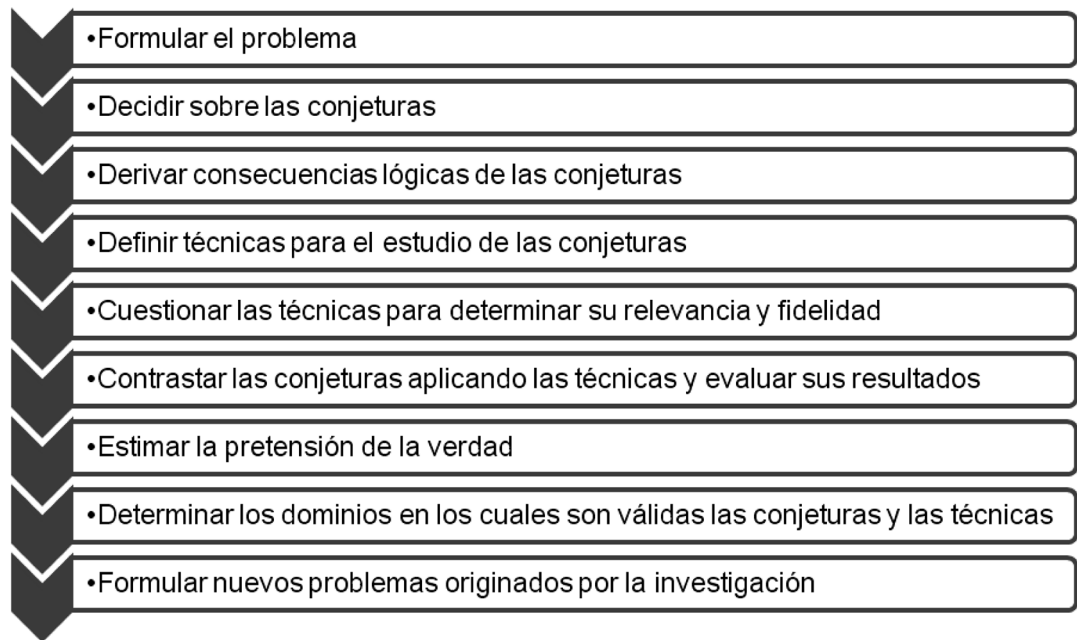 •Formular el problema
•Decidir sobre las conjeturas
•Derivar consecuencias lógicas de las conjeturas
•Definir técnicas para el estudio de las conjeturas
•Cuestionar las técnicas para determinar su relevancia y fidelidad
•Contrastar las conjeturas aplicando las técnicas y evaluar sus resultados
•Estimar la pretensión de la verdad
•Determinar los dominios en los cuales son válidas las conjeturas y las técnicas
•Formular nuevos problemas originados por la investigación